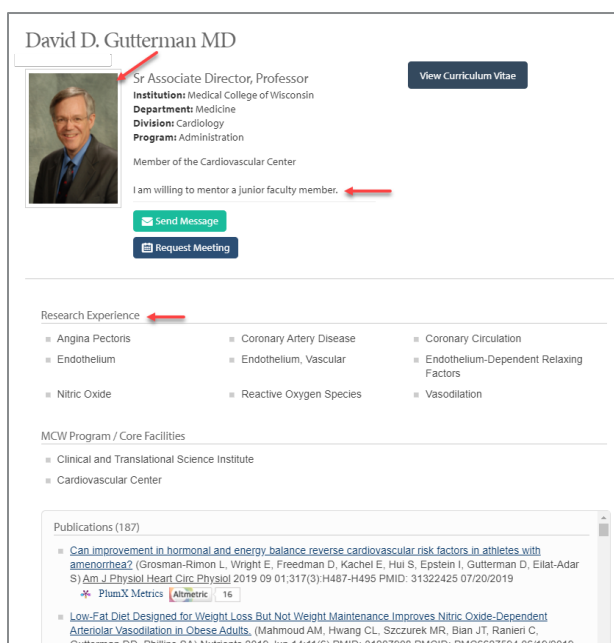 David D. Gutterman MD
Sr Associate Director, Professor
Institution: Medical College of Wisconsin
Department: Medicine
Division: Cardiology
Program: Administration
Member of the Cardiovascular Center
I am willing to mentor a junior faculty member.
Send Message
Request Meeting
View Curriculum Vitae
Research Experience
Angina Pectoris
Coronary Artery Disease
Coronary Circulation
Endothelium
Endothelium, Vascular
Endothelium-Dependent Relaxing
Factors
Nitric Oxide
Reactive Oxygen Species
Vasodilation
MCW Program / Core Facilities
Clinical and Translational Science Institute
Cardiovascular Center
Publications (187)
Can improvement in hormonal and energy balance reverse cardiovascular risk factors in athletes with
amenorrhea? (Grosman-Rimon L, Wright E, Freedman D, Kachel E, Hui S, Epstein I, Gutterman D, Eilat-Adar
S) Am J Physiol Heart Circ Physiol 2019 09 01;317(3):H487-H495 PMID: 31322425 07/20/2019
PlumX Metrics Altmetric 16
Low-Fat Diet Designed for Weight Loss But Not Weight Maintenance Improves Nitric Oxide-Dependent
Arteriolar Vasodilation in Obese Adults. (Mahmoud AM, Hwang CL, Szczurek MR, Bian JT, Ranieri C,